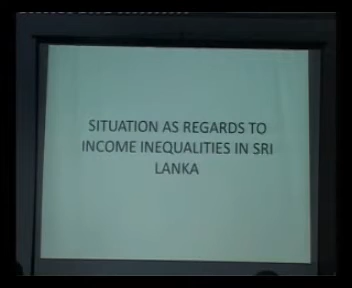 SITUATION AS REGARDS TO
INCOME INEQUALITIES IN SRI
LANKA